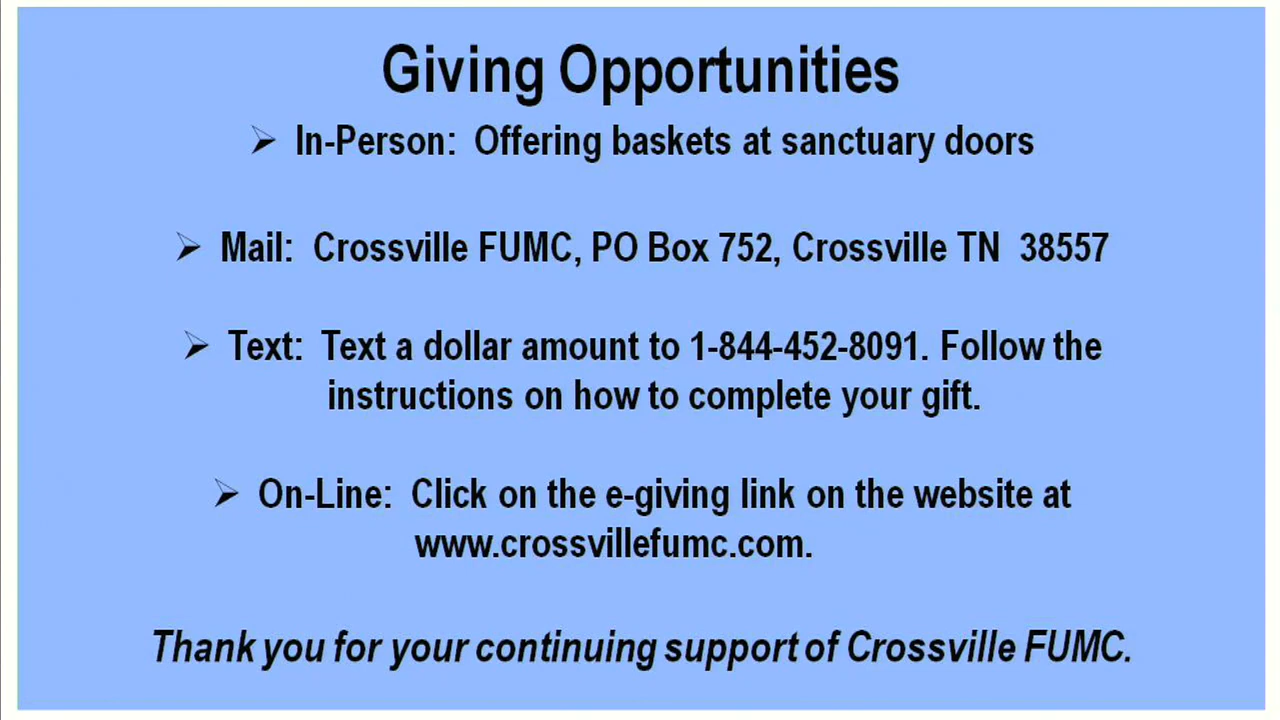 Giving Opportunities
➢ In-Person: Offering baskets at sanctuary doors
➢ Mail: Crossville FUMC, PO Box 752, Crossville TN 38557
➢ Text: Text a dollar amount to 1-844-452-8091. Follow the
instructions on how to complete your gift.
➢ On-Line: Click on the e-giving link on the website at
www.crossvillefumc.com.
Thank you for your continuing support of Crossville FUMC.